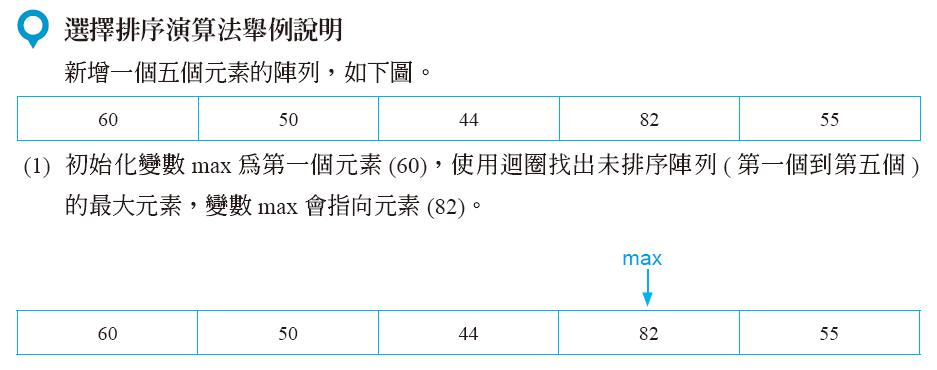 選擇排序演算法舉例說明
新增一個五個元素的陣列，如下圖。
60 50 44 82 55
(1) 初始化變數 max 為第一個元素 (60)，使用迴圈找出未排序陣列 ( 第一個到第五個 )
的最大元素，變數 max 會指向元素 (82)。
max
60 50 44 82 55